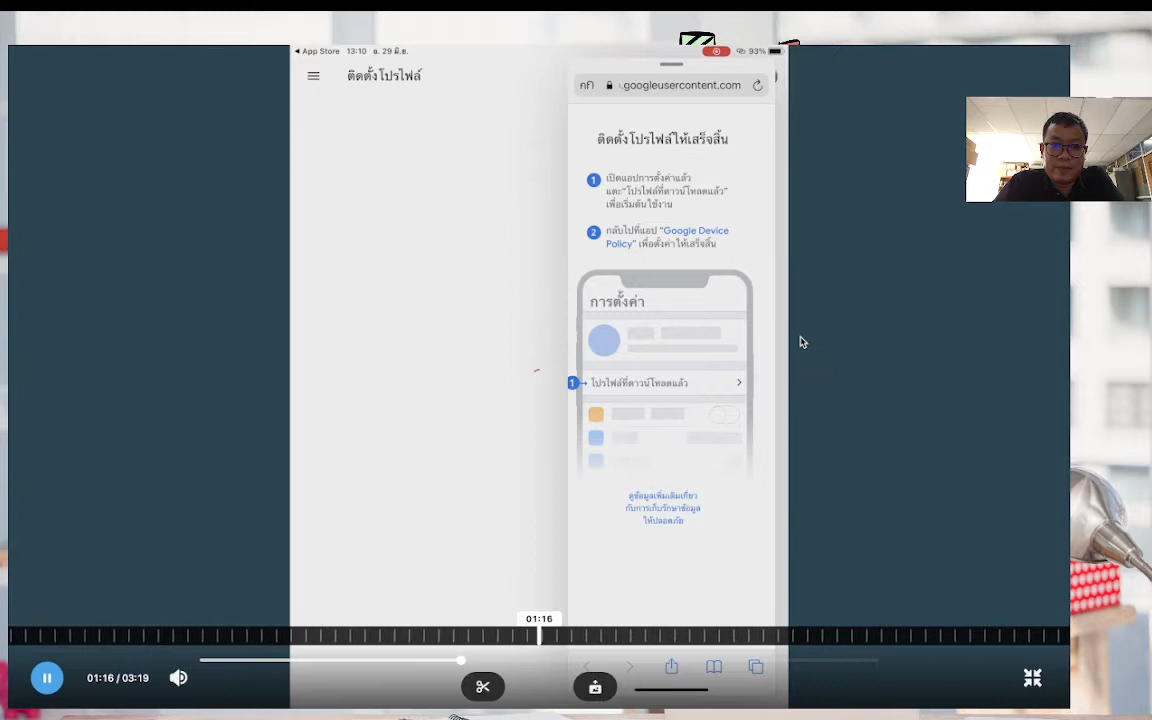 App Store 13:10 อ. 29 มิ.ย.
93%
ติดตั้งโปรไฟล์
กกึ
.googleusercontent.com
ติดตั้งโปรไฟล์ให้เสร็จสิ้น
1 เปิดแอปการตั้งค่าแล้ว
แตะ"โปรไฟล์ที่ดาวน์โหลดแล้ว"
เพื่อเริ่มต้นใช้งาน
2 กลับไปที่แอป "Google Device
Policy" เพื่อตั้งค่าให้เสร็จสิ้น
การตั้งค่า
1 โปรไฟล์ที่ดาวน์โหลดแล้ว
ดูข้อมูลเพิ่มเติมเกี่ยว
กับการเก็บรักษาข้อมูล
ให้ปลอดภัย
01:16
01:16 / 03:19